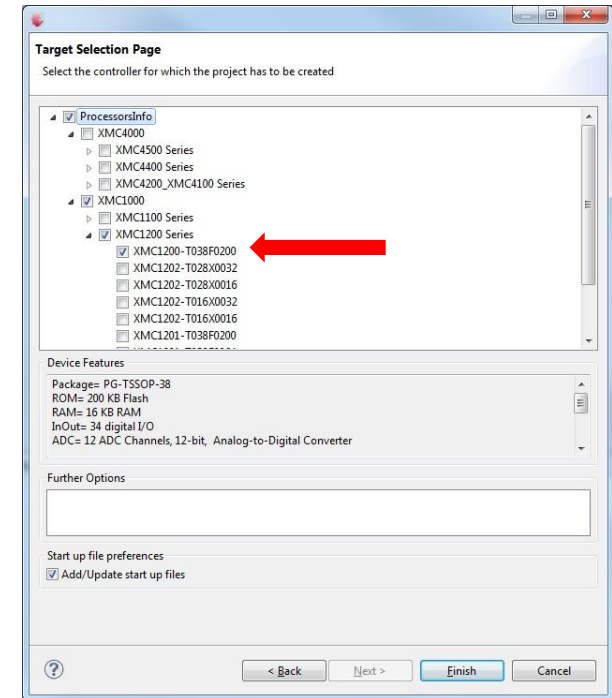 Target Selection Page
Select the controller for which the project has to be created
ProcessorsInfo
XMC4000
XMC4500 Series
XMC4400 Series
XMC4200_XMC4100 Series
XMC1000
XMC1100 Series
XMC1200 Series
XMC1200-T038F0200
XMC1202-T028X0032
XMC1202-T028X0016
XMC1202-T016X0032
XMC1202-T016X0016
XMC1201-T038F0200
Device Features
Package= PG-TSSOP-38
ROM= 200 KB Flash
RAM= 16 KB RAM
InOut= 34 digital I/O
ADC= 12 ADC Channels, 12-bit, Analog-to-Digital Converter
Further Options
Start up file preferences
Add/Update start up files
? < Back Next > Finish Cancel